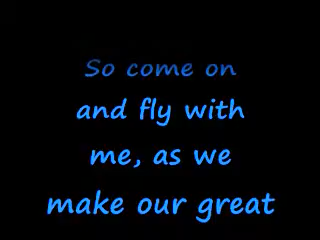 So come on
and fly with
me, as we
make our great